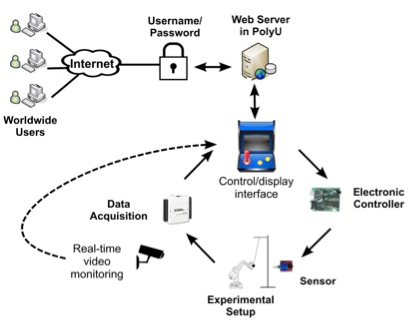 Username/
Password
Web Server
in PolyU
Internet
Worldwide
Users
Control/display
interface
Electronic
Controller
Data
Acquisition
Real-time
video
monitoring
Sensor
Experimental
Setup